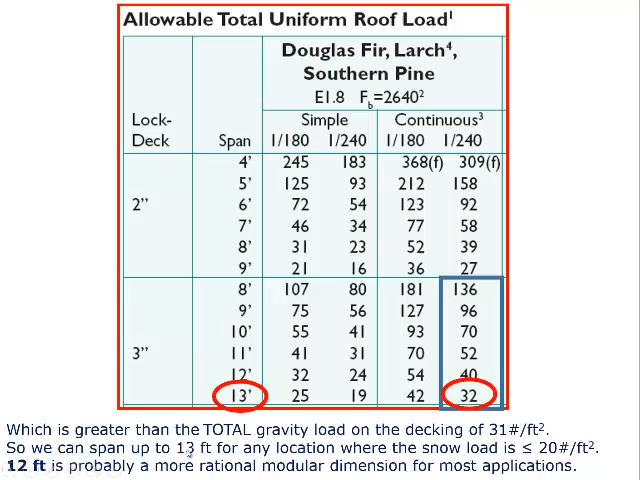 Allowable Total Uniform Roof Load¹
Douglas Fir, Larch⁴,
Southern Pine
E1.8 F_b=2640²
Lock- Simple Continuous³
Deck Span 1/180 1/240 1/180 1/240
4' 245 183 368(f) 309(f)
5' 125 93 212 158
2” 6' 72 54 123 92
7' 46 34 77 58
8' 31 23 52 39
9' 21 16 36 27
8' 107 80 181 136
9' 75 56 127 96
10' 55 41 93 70
3” 11' 41 31 70 52
12' 32 24 54 40
13' 25 19 42 32
Which is greater than the TOTAL gravity load on the decking of 31#/ft².
So we can span up to 13 ft for any location where the snow load is ≤ 20#/ft².
12 ft is probably a more rational modular dimension for most applications.